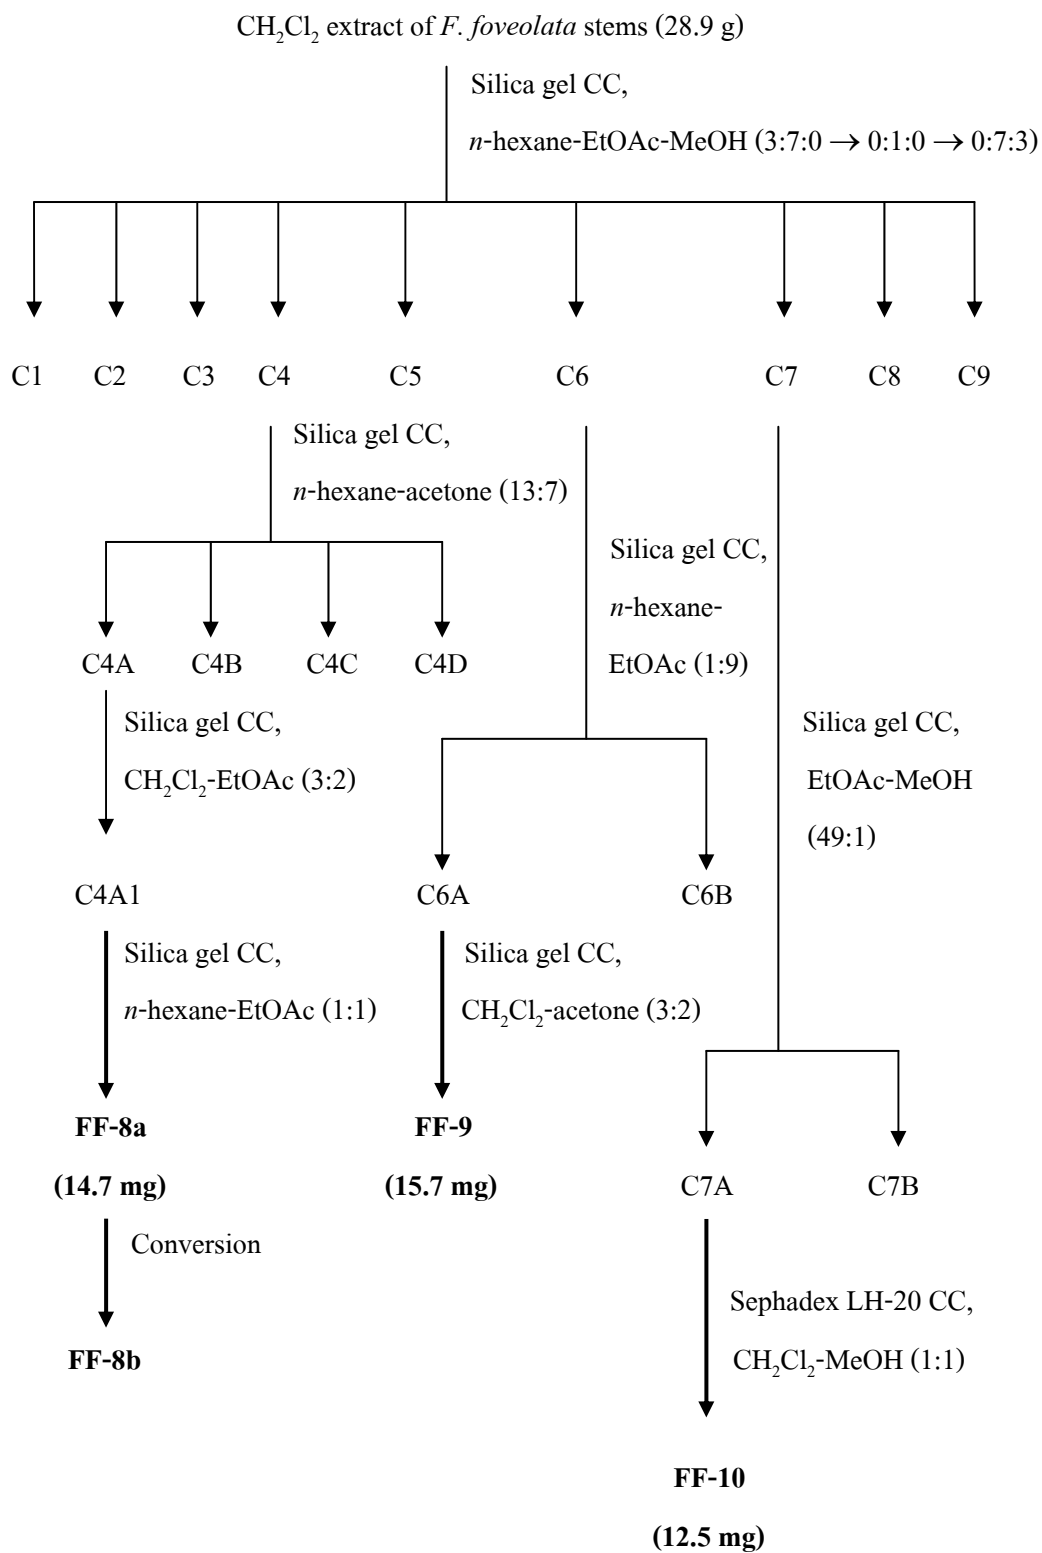 CH₂Cl₂ extract of F. foveolata stems (28.9 g)
Silica gel CC,
n-hexane-EtOAc-MeOH (3:7:0 → 0:1:0 → 0:7:3)
C1 C2 C3 C4 C5 C6 C7 C8 C9
Silica gel CC,
n-hexane-acetone (13:7)
Silica gel CC,
n-hexane-
EtOAc (1:9)
C4A C4B C4C C4D
Silica gel CC,
CH₂Cl₂-EtOAc (3:2)
Silica gel CC,
EtOAc-MeOH
(49:1)
C4A1 C6A C6B
Silica gel CC,
n-hexane-EtOAc (1:1)
Silica gel CC,
CH₂Cl₂-acetone (3:2)
FF-8a
(14.7 mg)
FF-9
(15.7 mg)
C7A C7B
Conversion
FF-8b
Sephadex LH-20 CC,
CH₂Cl₂-MeOH (1:1)
FF-10
(12.5 mg)